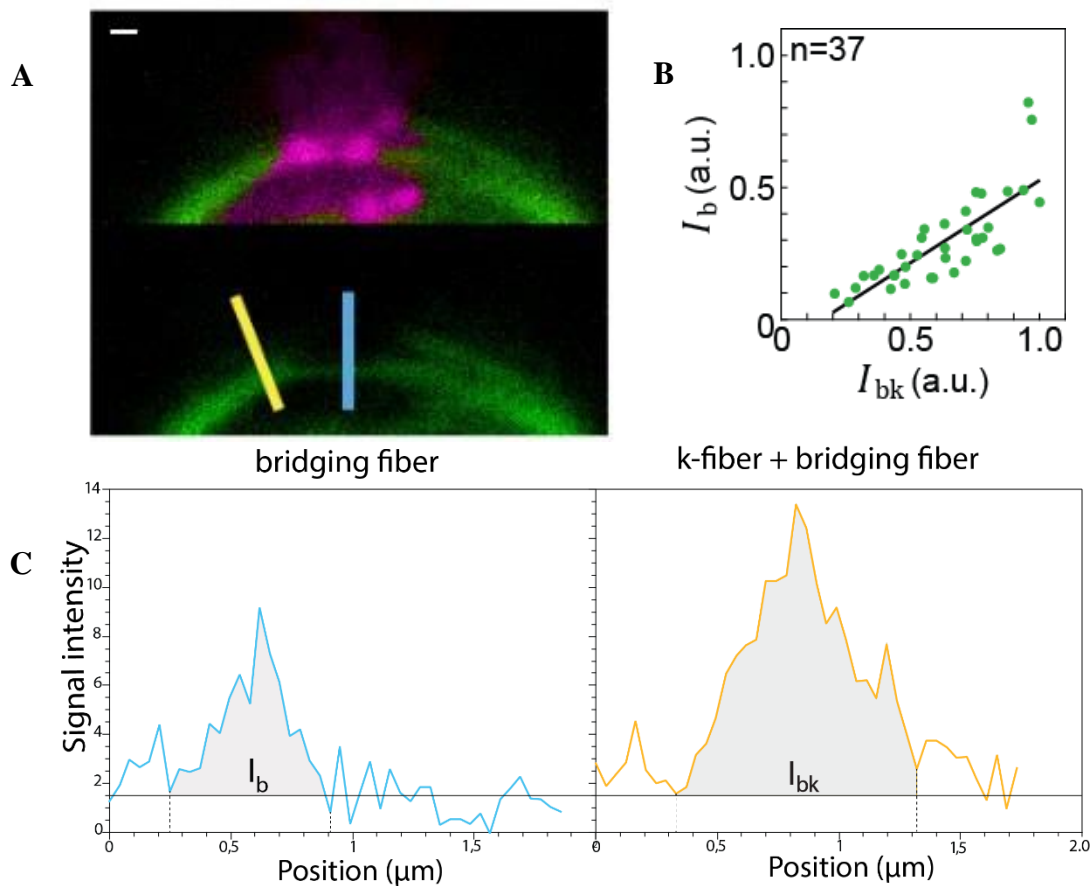 A
B
n=37
1.0
0.5
0
I_b (a.u.)
0 0.5 1.0
I_bk (a.u.)
bridging fiber
k-fiber + bridging fiber
C
Signal intensity
14
12
10
8
6
4
2
0
I_b
I_bk
0 0,5 1 1,5 0 0,5 1 1,5 2.0
Position (µm) Position (µm)